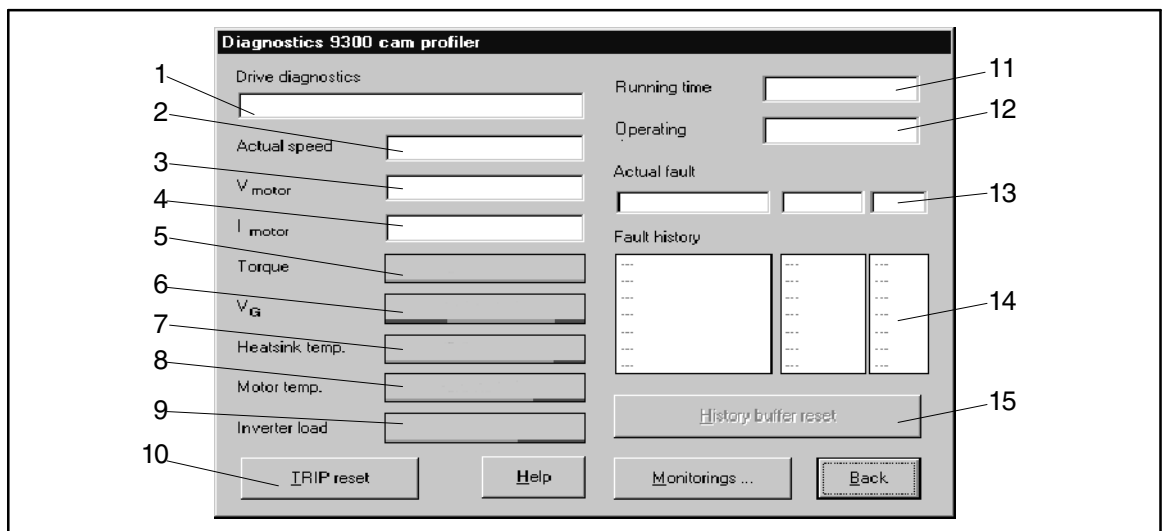 Diagnostics 9300 cam profiler
1
Drive diagnostics
2
Actual speed
3
V motor
4
I motor
5
Torque
6
VG
7
Heatsink temp.
8
Motor temp.
9
Inverter load
10
TRIP reset
Help
Running time
11
Operating
12
Actual fault
13
Fault history
--- --- ---
--- --- ---
--- --- ---
--- --- ---
--- --- ---
--- --- ---
--- --- ---
14
History buffer reset
15
Monitorings ...
Back